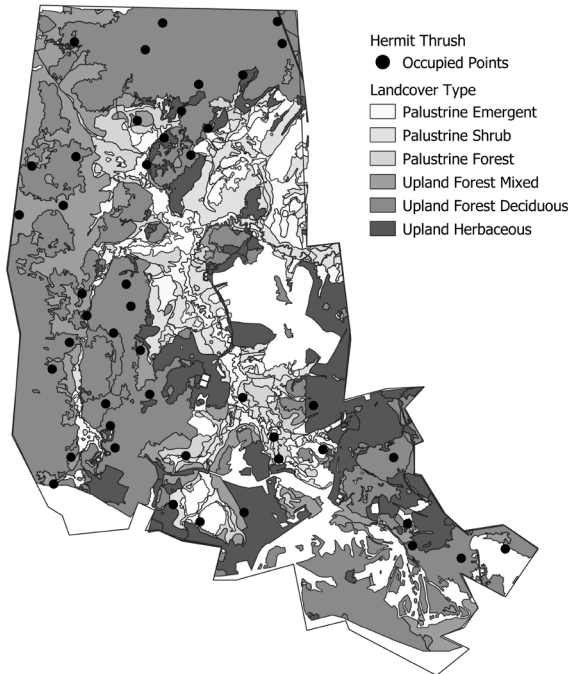 Hermit Thrush
Occupied Points
Landcover Type
Palustrine Emergent
Palustrine Shrub
Palustrine Forest
Upland Forest Mixed
Upland Forest Deciduous
Upland Herbaceous